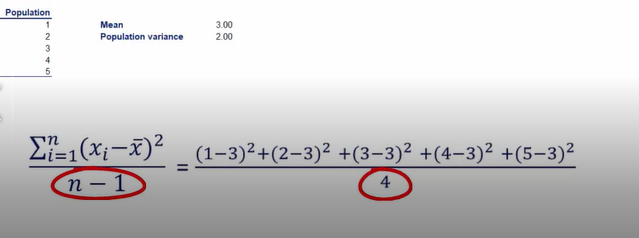 Population
1 Mean 3.00
2 Population variance 2.00
3
4
5
∑ⁿᵢ₌₁(xᵢ−x̄)² / n − 1 = (1−3)²+(2−3)² +(3−3)² +(4−3)² +(5−3)² / 4